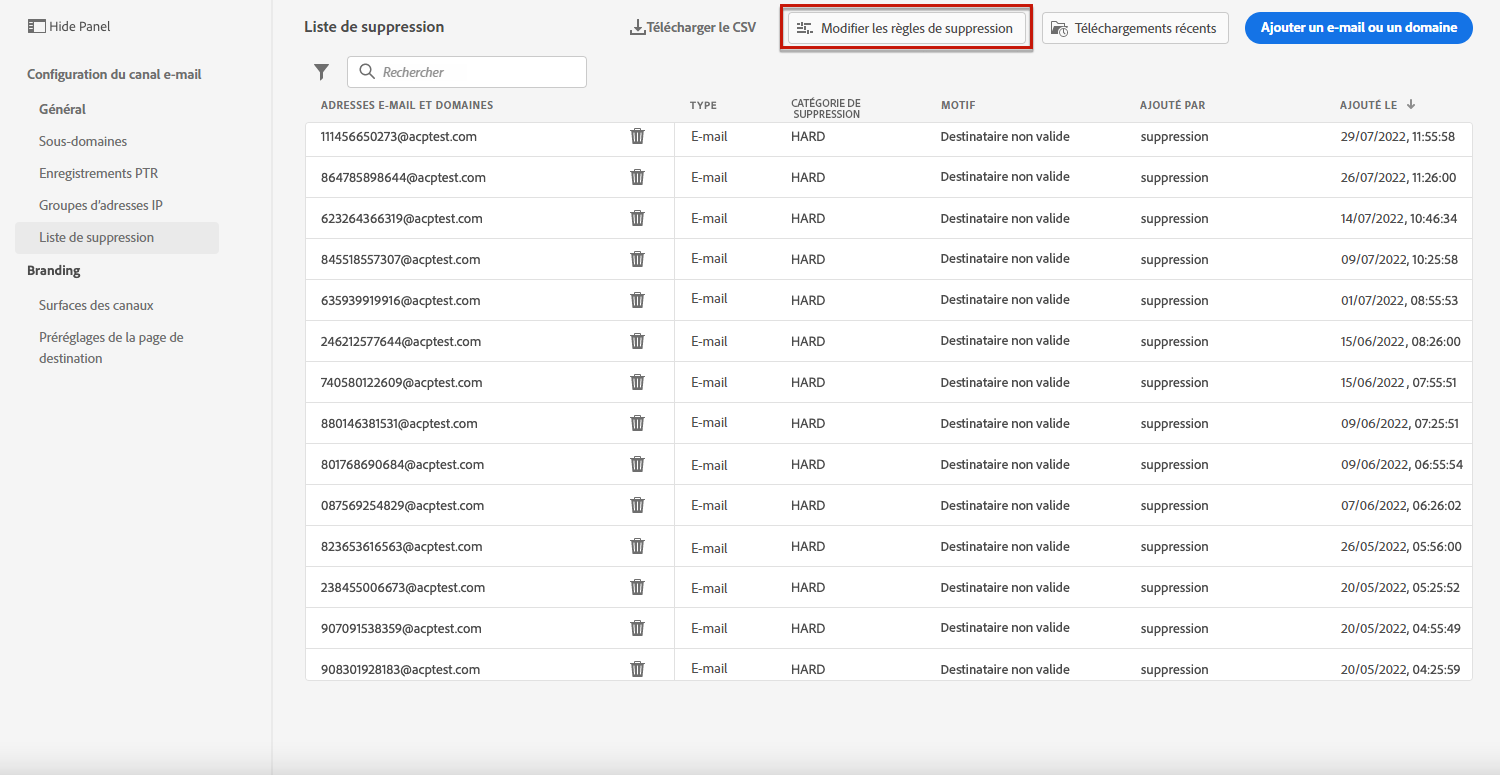 Hide Panel
Configuration du canal e-mail
Général
Sous-domaines
Enregistrements PTR
Groupes d'adresses IP
Liste de suppression
Branding
Surfaces des canaux
Préréglages de la page de
destination
Liste de suppression
Télécharger le CSV
Modifier les règles de suppression
Téléchargements récents
Ajouter un e-mail ou un domaine
Rechercher
ADRESSES E-MAIL ET DOMAINES TYPE CATÉGORIE DE SUPPRESSION MOTIF AJOUTÉ PAR AJOUTÉ LE
111456650273@acptest.com E-mail HARD Destinataire non valide suppression 29/07/2022, 11:55:58
864785898644@acptest.com E-mail HARD Destinataire non valide suppression 26/07/2022, 11:26:00
623264366319@acptest.com E-mail HARD Destinataire non valide suppression 14/07/2022, 10:46:34
845518557307@acptest.com E-mail HARD Destinataire non valide suppression 09/07/2022, 10:25:58
635939919916@acptest.com E-mail HARD Destinataire non valide suppression 01/07/2022, 08:55:53
246212577644@acptest.com E-mail HARD Destinataire non valide suppression 15/06/2022, 08:26:00
740580122609@acptest.com E-mail HARD Destinataire non valide suppression 15/06/2022, 07:55:51
880146381531@acptest.com E-mail HARD Destinataire non valide suppression 09/06/2022, 07:25:51
801768690684@acptest.com E-mail HARD Destinataire non valide suppression 09/06/2022, 06:55:54
087569254829@acptest.com E-mail HARD Destinataire non valide suppression 07/06/2022, 06:26:02
823653616563@acptest.com E-mail HARD Destinataire non valide suppression 26/05/2022, 05:56:00
238455006673@acptest.com E-mail HARD Destinataire non valide suppression 20/05/2022, 05:25:52
907091538359@acptest.com E-mail HARD Destinataire non valide suppression 20/05/2022, 04:55:49
908301928183@acptest.com E-mail HARD Destinataire non valide suppression 20/05/2022, 04:25:59